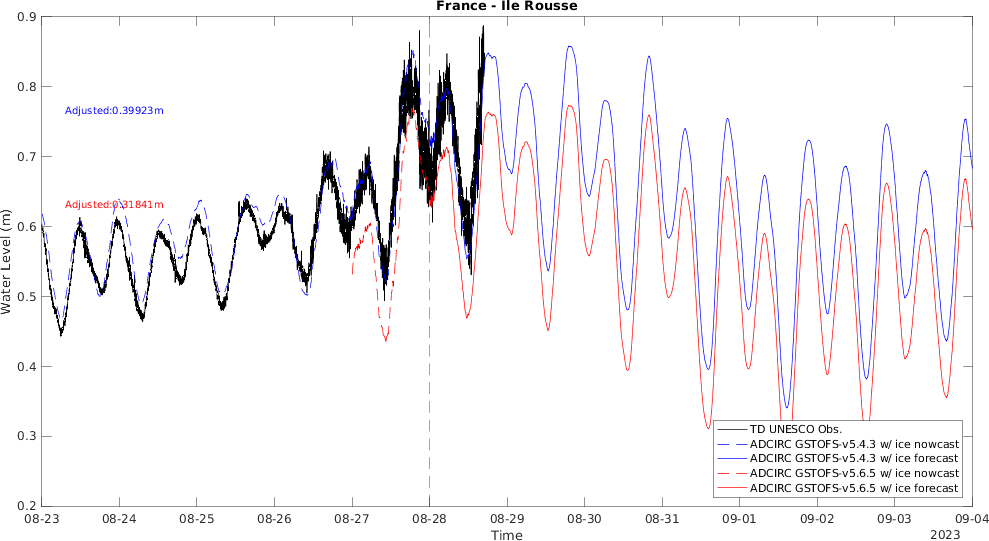 France - Ile Rousse
0.9
0.8
0.7
0.6
0.5
0.4
0.3
0.2
Water Level (m)
Adjusted:0.39923m
Adjusted:0.31841m
TD UNESCO Obs.
ADCIRC GSTOFS-v5.4.3 w/ ice nowcast
ADCIRC GSTOFS-v5.4.3 w/ ice forecast
ADCIRC GSTOFS-v5.6.5 w/ ice nowcast
ADCIRC GSTOFS-v5.6.5 w/ ice forecast
08-23 08-24 08-25 08-26 08-27 08-28 08-29 08-30 08-31 09-01 09-02 09-03 09-04
Time
2023